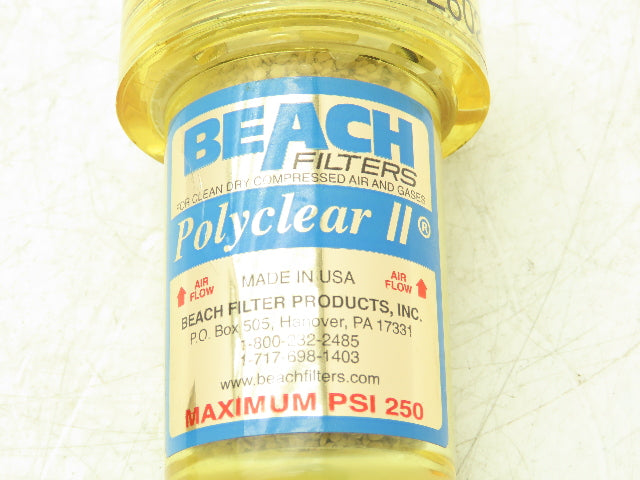 BEACH
FILTERS
FOR CLEAN DRY COMPRESSED AIR AND GASES
Polyclear II®
AIR FLOW
MADE IN USA
AIR FLOW
BEACH FILTER PRODUCTS, INC.
P.O. Box 505, Hanover, PA 17331
1-800-232-2485
1-717-698-1403
www.beachfilters.com
MAXIMUM PSI 250